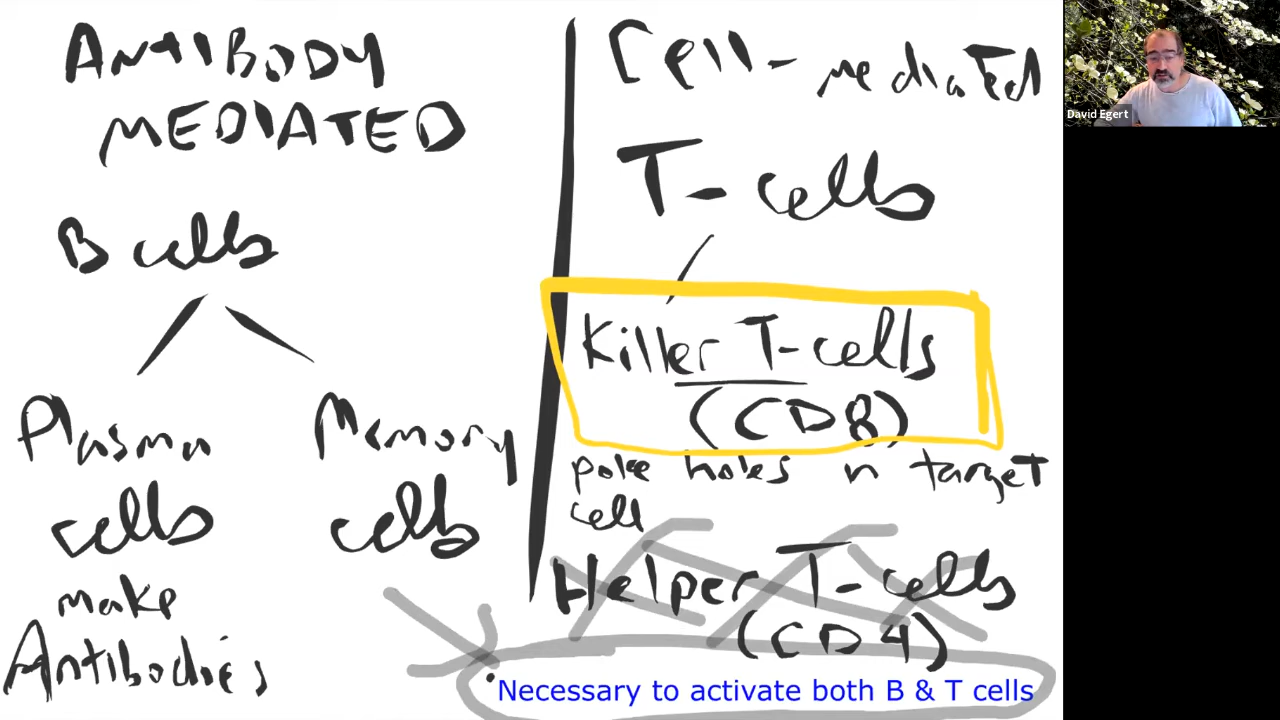 ANTIBODY
MEDIATED
B cells
Plasma
cells
make
Antibodies
Memory
cells
Cell-mediated
T-cells
Killer T-cells
(CD8)
poke holes in target
cell
Helper T-cells
(CD4)
Necessary to activate both B & T cells
David Egert